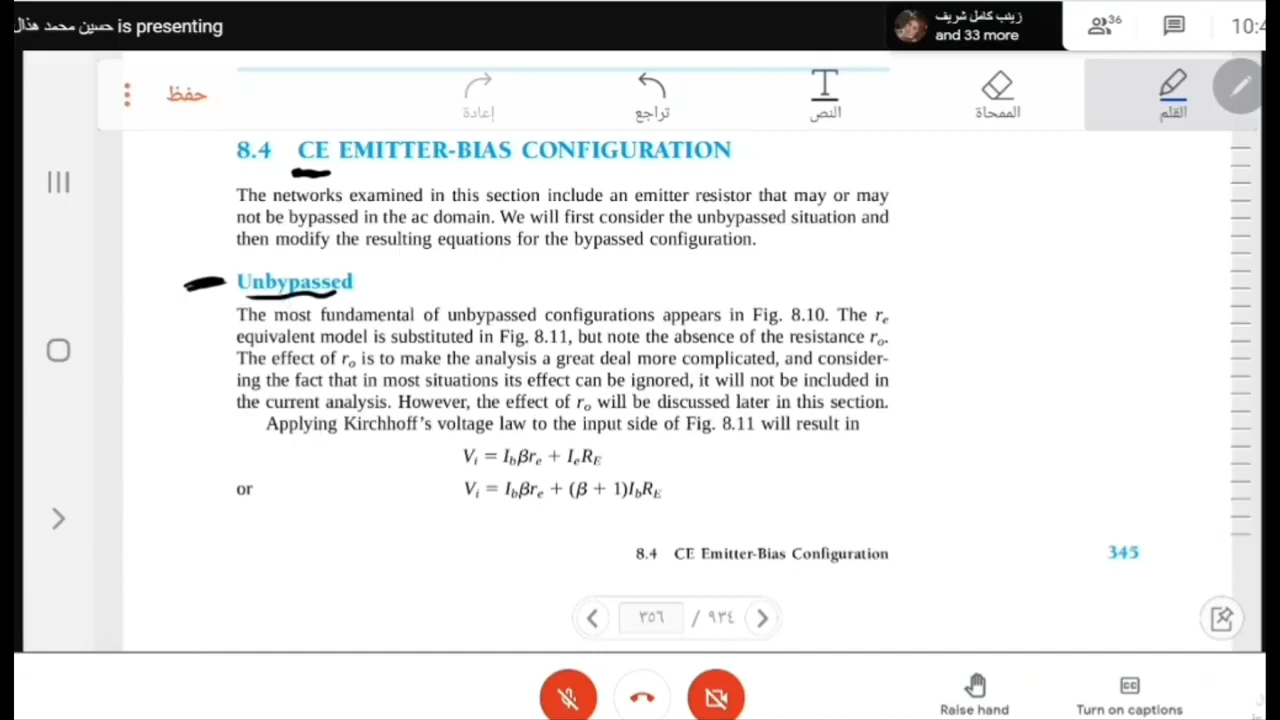 حسين محمد هذال is presenting
زينب كامل شريف
and 33 more
36
10:4
حفظ
إعادة
تراجع
النص
الممحاة
القلم
8.4 CE EMITTER-BIAS CONFIGURATION
The networks examined in this section include an emitter resistor that may or may
not be bypassed in the ac domain. We will first consider the unbypassed situation and
then modify the resulting equations for the bypassed configuration.
Unbypassed
The most fundamental of unbypassed configurations appears in Fig. 8.10. The rₑ
equivalent model is substituted in Fig. 8.11, but note the absence of the resistance rₒ.
The effect of rₒ is to make the analysis a great deal more complicated, and consider-
ing the fact that in most situations its effect can be ignored, it will not be included in
the current analysis. However, the effect of rₒ will be discussed later in this section.
Applying Kirchhoff's voltage law to the input side of Fig. 8.11 will result in
V_i = I_bβr_e + I_eR_E
or V_i = I_bβr_e + (β + 1)I_bR_E
8.4 CE Emitter-Bias Configuration 345
٣٥٦ / ٩٣٤
CC
Raise hand
Turn on captions